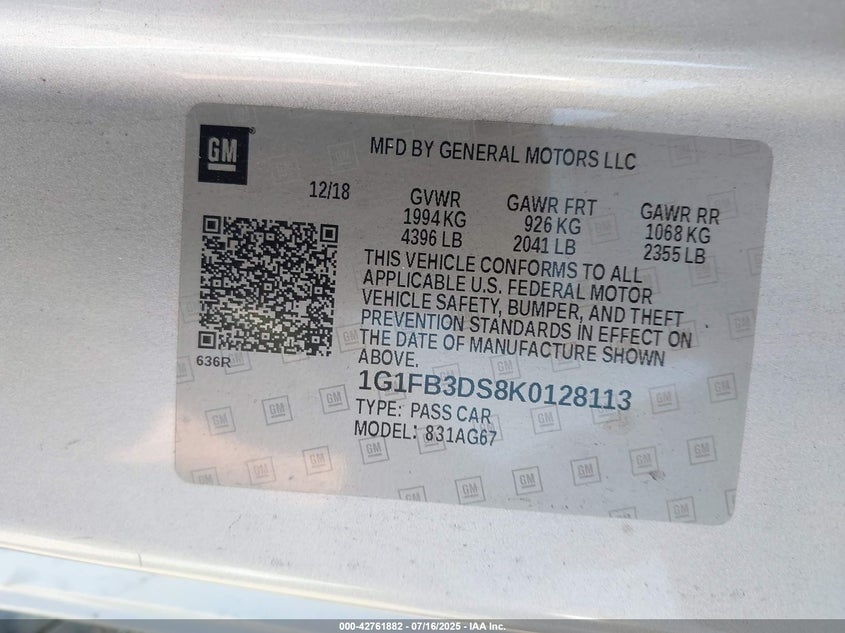 GM
MFD BY GENERAL MOTORS LLC
12/18
GVWR
1994 KG
4396 LB
GAWR FRT
926 KG
2041 LB
GAWR RR
1068 KG
2355 LB
THIS VEHICLE CONFORMS TO ALL
APPLICABLE U.S. FEDERAL MOTOR
VEHICLE SAFETY, BUMPER, AND THEFT
PREVENTION STANDARDS IN EFFECT ON
THE DATE OF MANUFACTURE SHOWN
ABOVE.
636R
1G1FB3DS8K0128113
TYPE: PASS CAR
MODEL: 831AG67
000-42761882 - 07/16/2025 - IAA Inc.